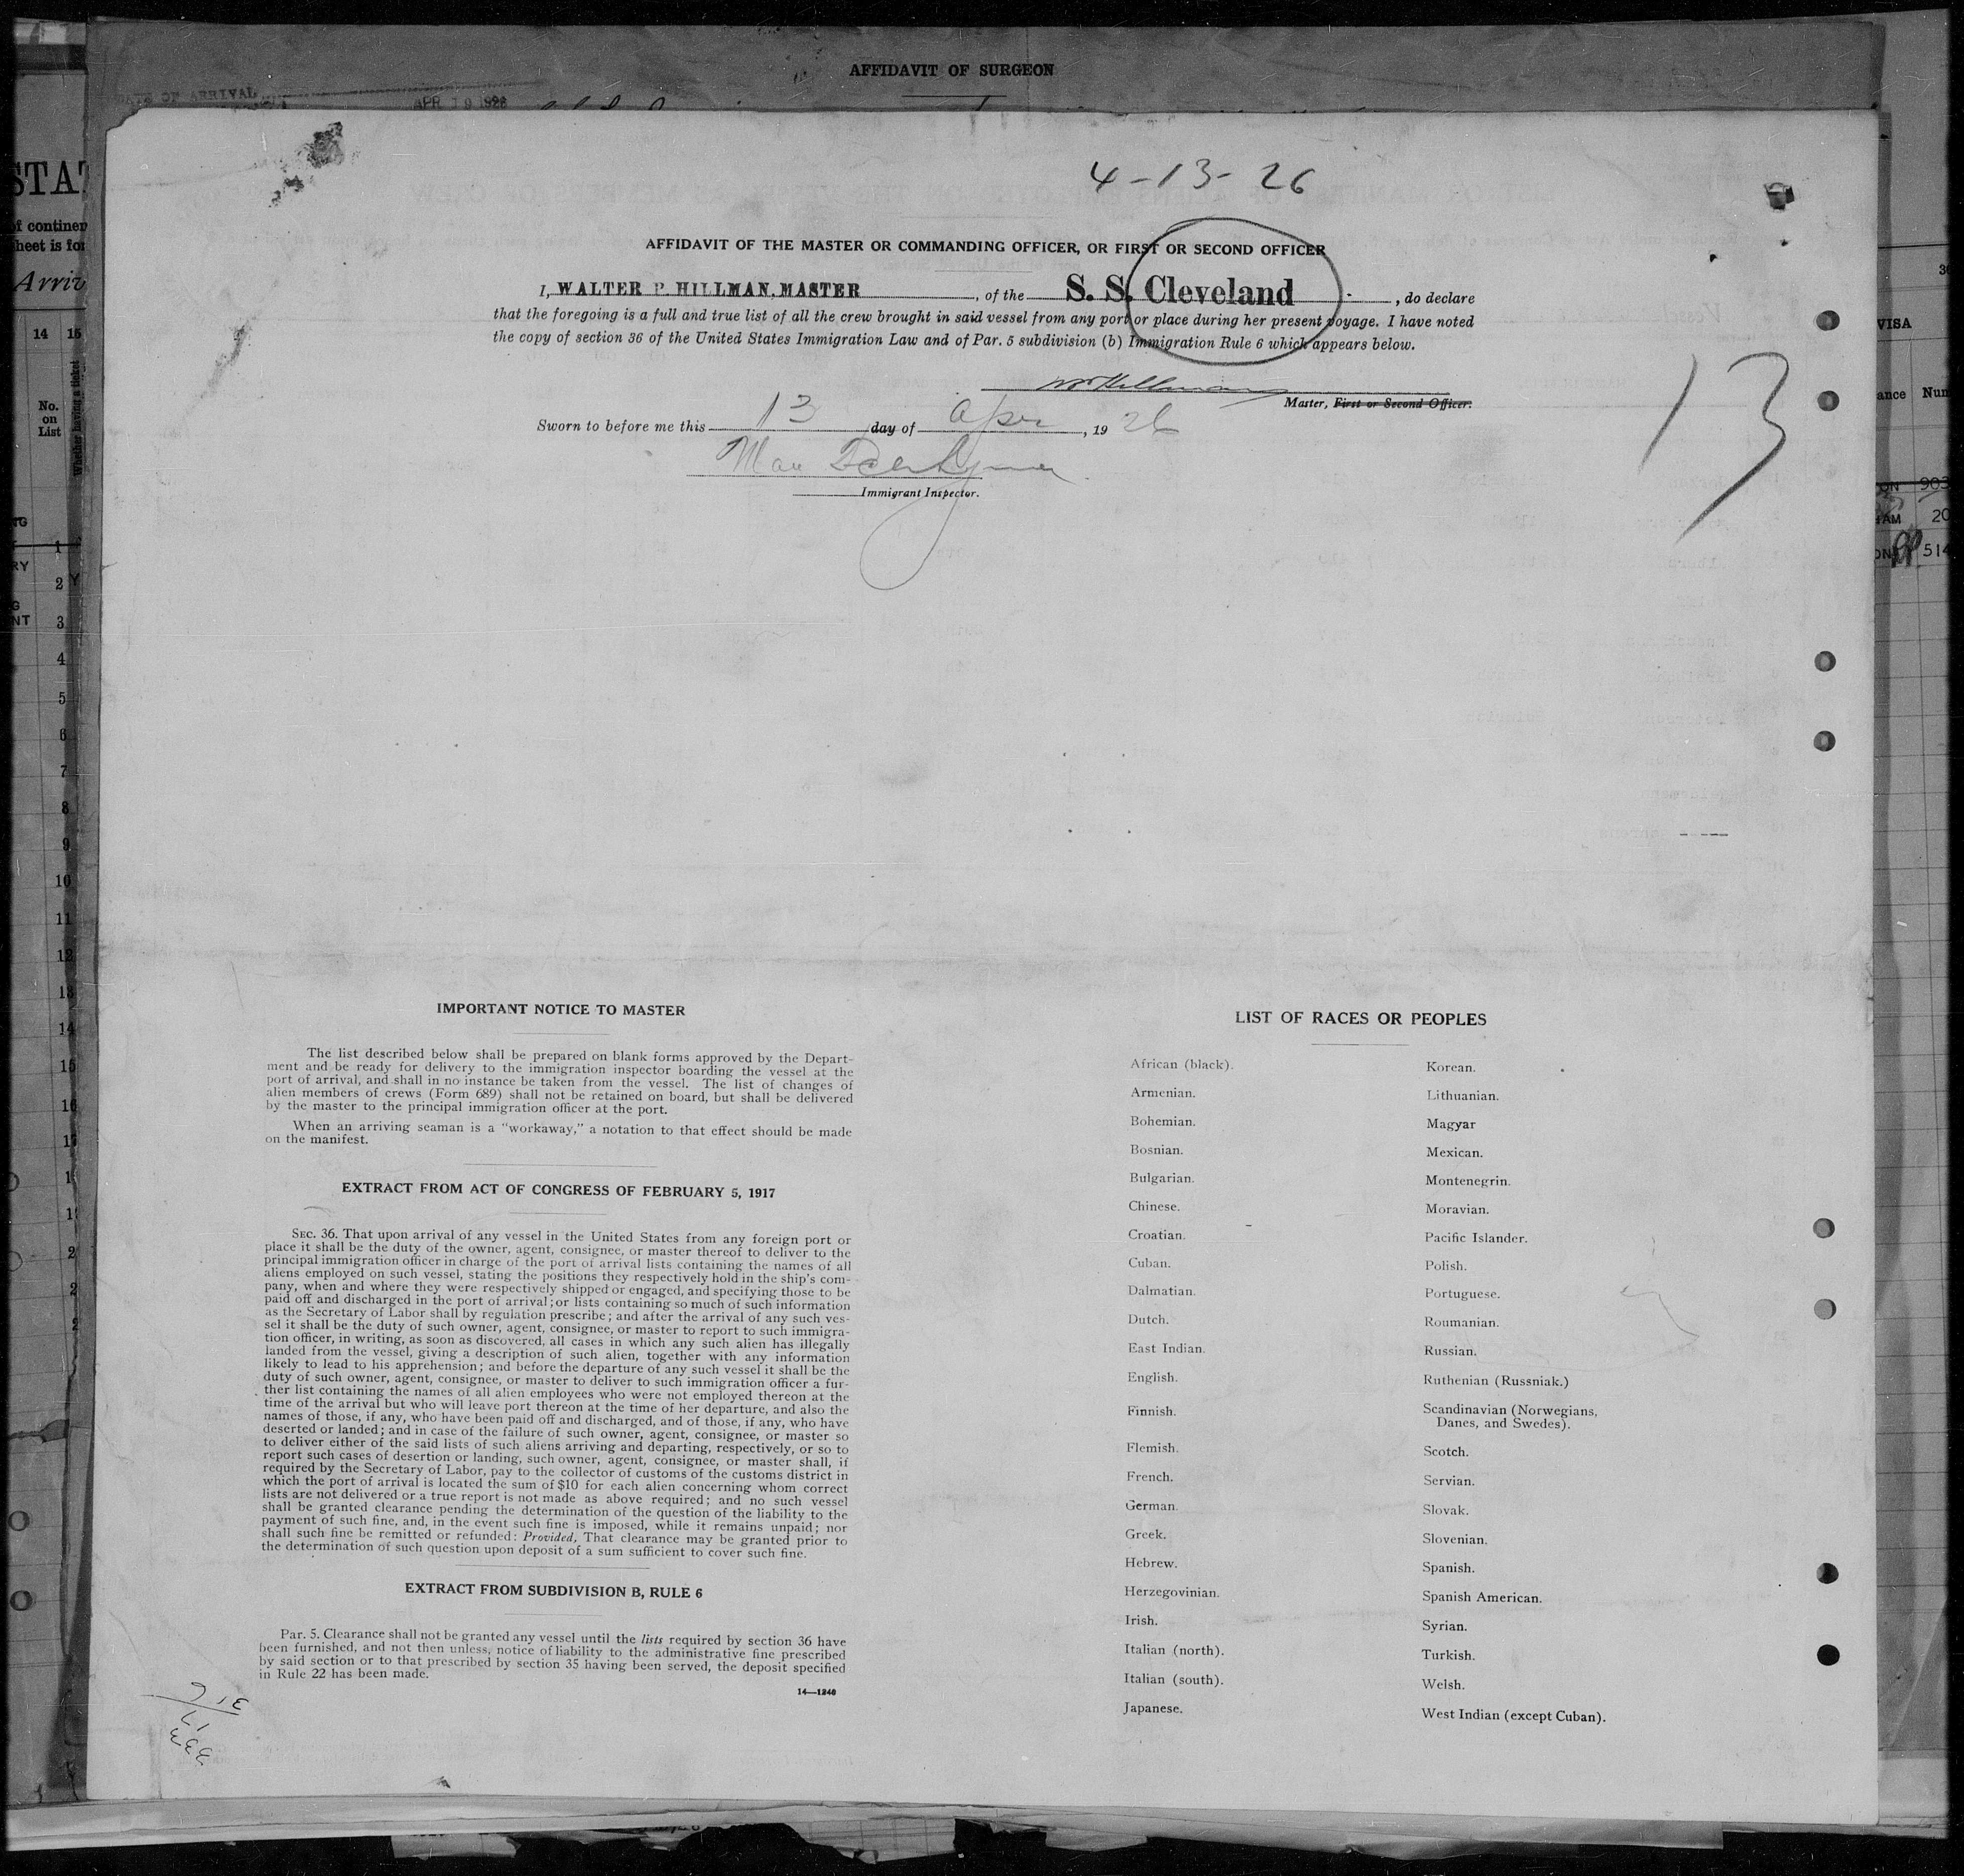 AFFIDAVIT OF SURGEON
DATE OF ARRIVAL
APR 19 1926
4-13-26
AFFIDAVIT OF THE MASTER OR COMMANDING OFFICER, OR FIRST OR SECOND OFFICER
I, WALTER P. HILLMAN, MASTER, of the S. S. Cleveland, do declare
that the foregoing is a full and true list of all the crew brought in said vessel from any port or place during her present voyage. I have noted
the copy of section 36 of the United States Immigration Law and of Par. 5 subdivision (b) Immigration Rule 6 which appears below.
Master, First or Second Officer.
Sworn to before me this 13 day of Apr, 19 26
Immigrant Inspector.
13
IMPORTANT NOTICE TO MASTER
The list described below shall be prepared on blank forms approved by the Depart-
ment and be ready for delivery to the immigration inspector boarding the vessel at the
port of arrival, and shall in no instance be taken from the vessel. The list of changes of
alien members of crews (Form 689) shall not be retained on board, but shall be delivered
by the master to the principal immigration officer at the port.
When an arriving seaman is a "workaway," a notation to that effect should be made
on the manifest.
EXTRACT FROM ACT OF CONGRESS OF FEBRUARY 5, 1917
SEC. 36. That upon arrival of any vessel in the United States from any foreign port or
place it shall be the duty of the owner, agent, consignee, or master thereof to deliver to the
principal immigration officer in charge of the port of arrival lists containing the names of all
aliens employed on such vessel, stating the positions they respectively hold in the ship's com-
pany, when and where they were respectively shipped or engaged, and specifying those to be
paid off and discharged in the port of arrival; or lists containing so much of such information
as the Secretary of Labor shall by regulation prescribe; and after the arrival of any such ves-
sel it shall be the duty of such owner, agent, consignee, or master to report to such immigra-
tion officer, in writing, as soon as discovered, all cases in which any such alien has illegally
landed from the vessel, giving a description of such alien, together with any information
likely to lead to his apprehension; and before the departure of any such vessel it shall be the
duty of such owner, agent, consignee, or master to deliver to such immigration officer a fur-
ther list containing the names of all alien employees who were not employed thereon at the
time of the arrival but who will leave port thereon at the time of her departure, and also the
names of those, if any, who have been paid off and discharged, and of those, if any, who have
deserted or landed; and in case of the failure of such owner, agent, consignee, or master so
to deliver either of the said lists of such aliens arriving and departing, respectively, or so to
report such cases of desertion or landing, such owner, agent, consignee, or master shall, if
required by the Secretary of Labor, pay to the collector of customs of the customs district in
which the port of arrival is located the sum of $10 for each alien concerning whom correct
lists are not delivered or a true report is not made as above required; and no such vessel
shall be granted clearance pending the determination of the question of the liability to the
payment of such fine, and, in the event such fine is imposed, while it remains unpaid; nor
shall such fine be remitted or refunded: Provided, That clearance may be granted prior to
the determination of such question upon deposit of a sum sufficient to cover such fine.
EXTRACT FROM SUBDIVISION B, RULE 6
Par. 5. Clearance shall not be granted any vessel until the lists required by section 36 have
been furnished, and not then unless, notice of liability to the administrative fine prescribed
by said section or to that prescribed by section 35 having been served, the deposit specified
in Rule 22 has been made.
14—1240
LIST OF RACES OR PEOPLES
African (black).
Armenian.
Bohemian.
Bosnian.
Bulgarian.
Chinese.
Croatian.
Cuban.
Dalmatian.
Dutch.
East Indian.
English.
Finnish.
Flemish.
French.
German.
Greek.
Hebrew.
Herzegovinian.
Irish.
Italian (north).
Italian (south).
Japanese.
Korean.
Lithuanian.
Magyar
Mexican.
Montenegrin.
Moravian.
Pacific Islander.
Polish.
Portuguese.
Roumanian.
Russian.
Ruthenian (Russniak.)
Scandinavian (Norwegians,
Danes, and Swedes).
Scotch.
Servian.
Slovak.
Slovenian.
Spanish.
Spanish American.
Syrian.
Turkish.
Welsh.
West Indian (except Cuban).